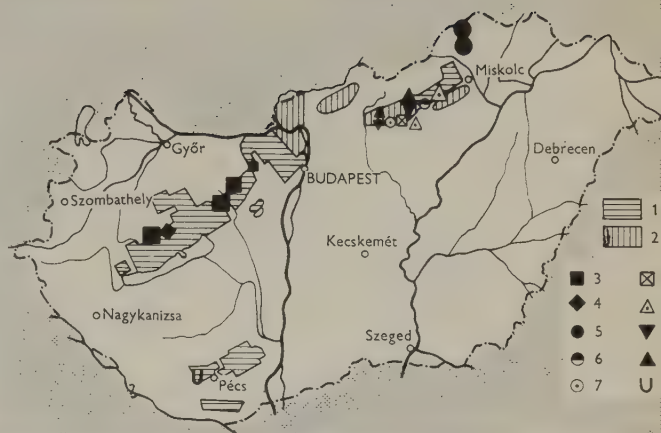 Miskolc
Győr
Debrecen
BUDAPEST
Szombathely
1
2
Kecskemét
3
4
Nagykanizsa
5
Szeged
6
Pécs
7
U